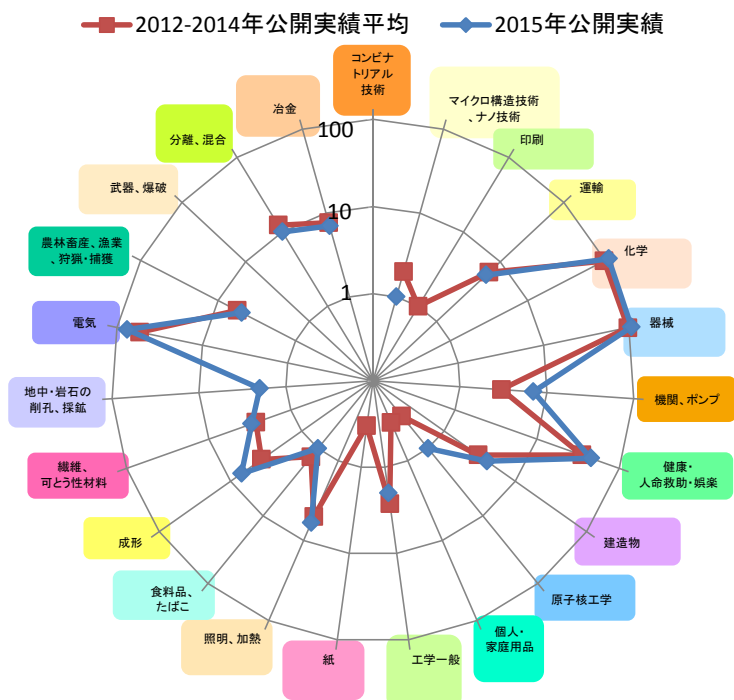 2012-2014年公開実績平均
2015年公開実績
コンビナ
トリアル
技術
マイクロ構造技術
、ナノ技術
印刷
運輸
化学
器械
機関、ポンプ
健康・
人命救助・娯楽
建造物
原子核工学
個人・
家庭用品
工学一般
紙
照明、加熱
食料品、
たばこ
成形
繊維、
可とう性材料
地中・岩石の
削孔、採鉱
電気
農林畜産、漁業
、狩猟・捕獲
武器、爆破
分離、混合
冶金
100
10
1